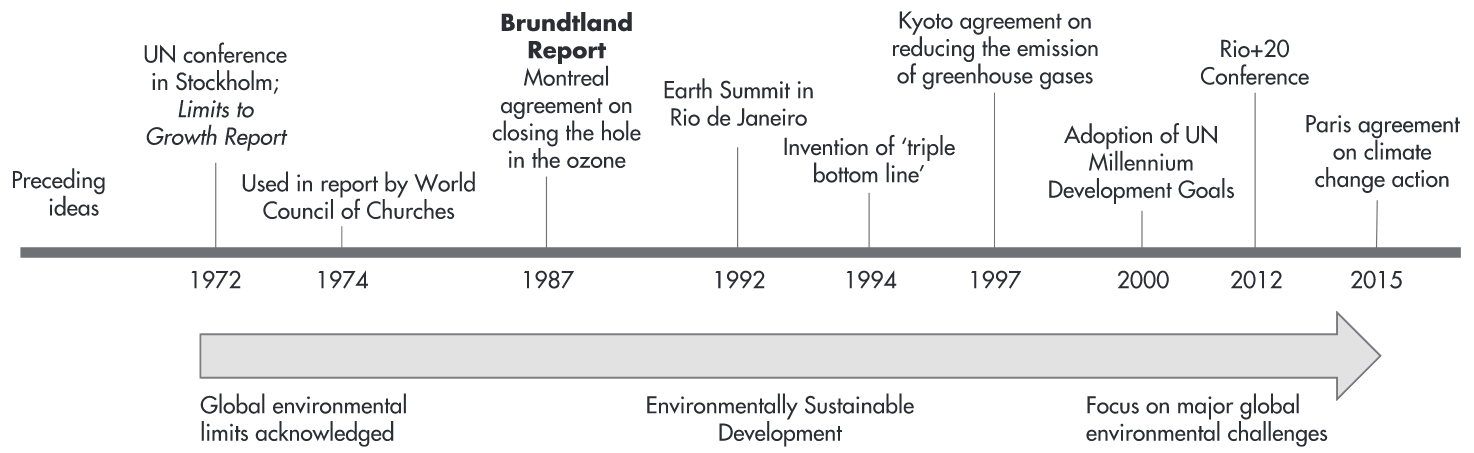 Preceding
ideas
UN conference
in Stockholm;
Limits to
Growth Report
Used in report by World
Council of Churches
Brundtland
Report
Montreal
agreement on
closing the hole
in the ozone
Earth Summit in
Rio de Janeiro
Invention of ‘triple
bottom line’
Kyoto agreement on
reducing the emission
of greenhouse gases
Adoption of UN
Millennium
Development Goals
Rio+20
Conference
Paris agreement
on climate
change action
1972 1974 1987 1992 1994 1997 2000 2012 2015
Global environmental
limits acknowledged
Environmentally Sustainable
Development
Focus on major global
environmental challenges